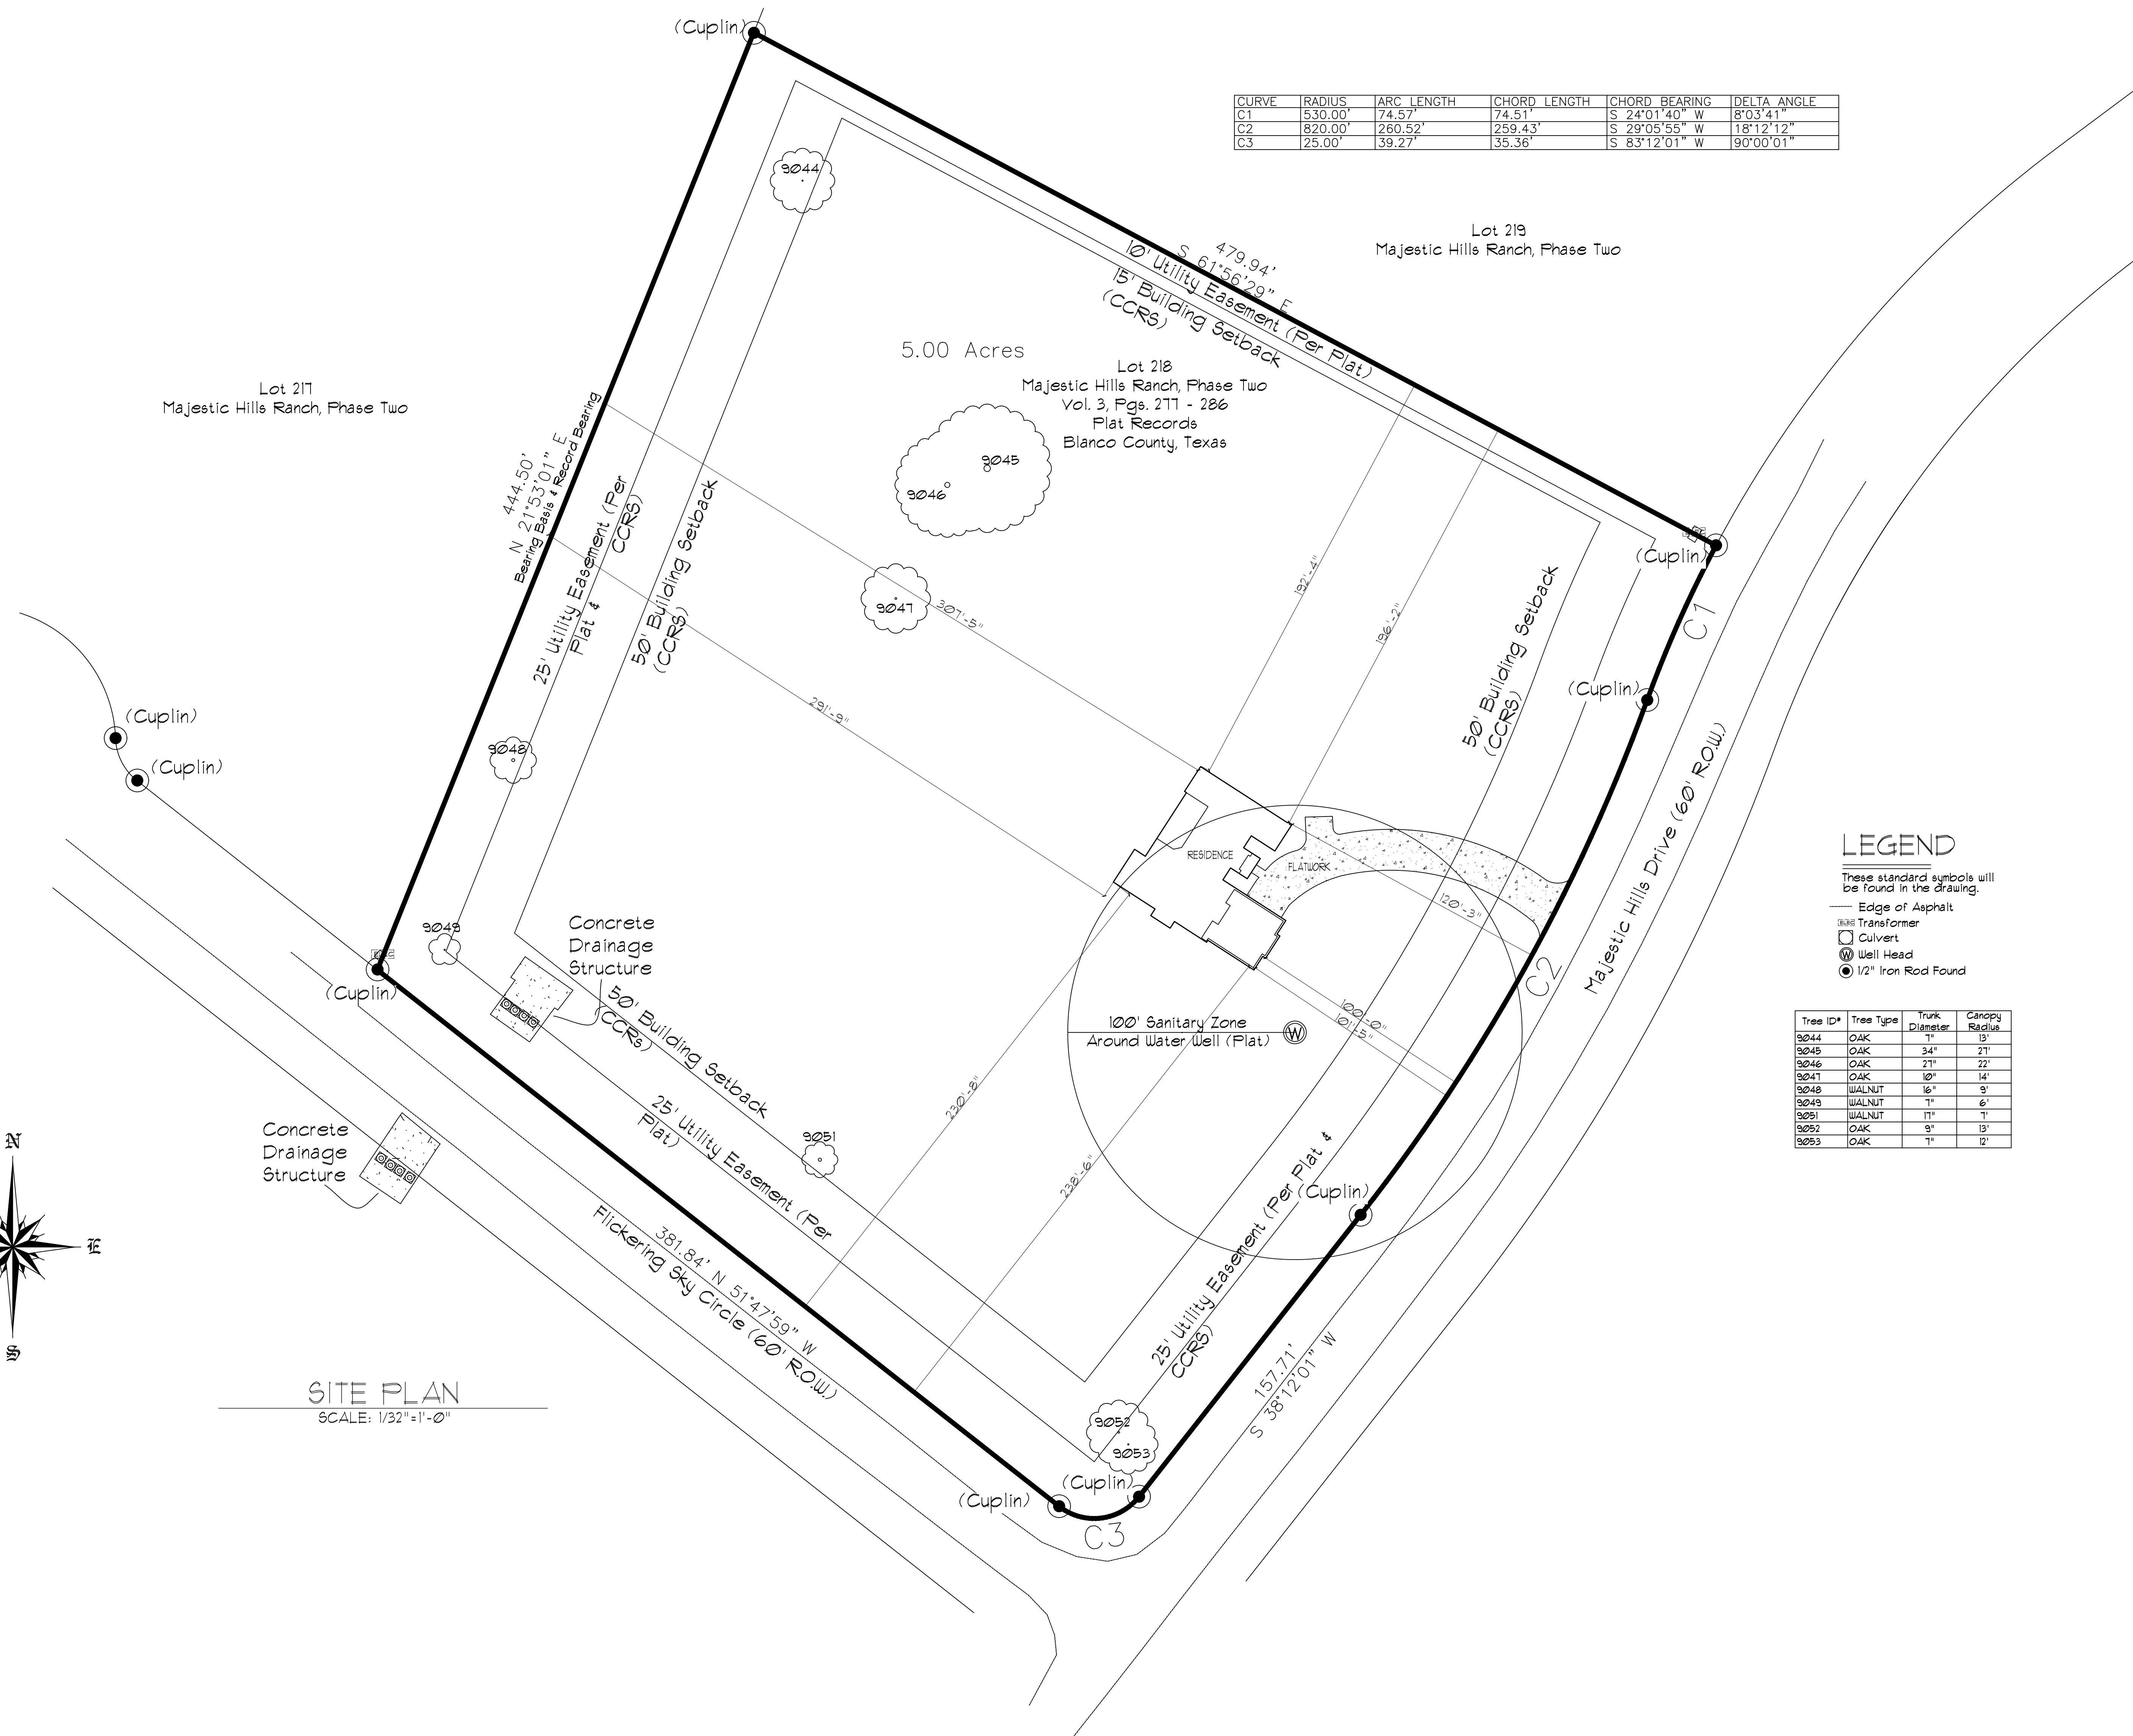 (Cuplin)
CURVE RADIUS ARC LENGTH CHORD LENGTH CHORD BEARING DELTA ANGLE
C1 530.00' 74.57' 74.51' S 24°01'40" W 8°03'41"
C2 820.00' 260.52' 259.43' S 29°05'55" W 18°12'12"
C3 25.00' 39.27' 35.36' S 83°12'01" W 90°00'01"
9044
Lot 219
Majestic Hills Ranch, Phase Two
479.94'
S 61°56'29" E
10' Utility Easement (Per Plat)
15' Building Setback
(CCRS)
5.00 Acres
Lot 218
Majestic Hills Ranch, Phase Two
Vol. 3, Pgs. 277 - 286
Plat Records
Blanco County, Texas
Lot 217
Majestic Hills Ranch, Phase Two
444.50'
N 21°53'01" E
Bearing Basis & Record Bearing
25' Utility Easement (Per
Plat &
CCRS)
50' Building Setback
(CCRS)
9045
9046
9047
307'-5"
291'-9"
192'-4"
196'-2"
50' Building Setback
(CCRS)
(Cuplin)
C1
(Cuplin)
(Cuplin)
(Cuplin)
9048
Majestic Hills Drive (60' R.O.W.)
RESIDENCE
FLATWORK
120'-3"
C2
LEGEND
These standard symbols will
be found in the drawing.
Edge of Asphalt
Transformer
Culvert
W Well Head
1/2" Iron Rod Found
9049
(Cuplin)
Concrete
Drainage
Structure
50' Building Setback
(CCRs)
100' Sanitary Zone
Around Water Well (Plat)
W
100'-0"
101'-5"
Tree ID# Tree Type Trunk Diameter Canopy Radius
9044 OAK 7" 13'
9045 OAK 34" 27'
9046 OAK 27" 22'
9047 OAK 10" 14'
9048 WALNUT 16" 9'
9049 WALNUT 7" 6'
9051 WALNUT 17" 7'
9052 OAK 9" 13'
9053 OAK 7" 12'
230'-8"
238'-6"
25' Utility Easement (Per
Plat)
9051
Concrete
Drainage
Structure
(Cuplin)
25' Utility Easement (Per Plat &
CCRS)
381.84' N 51°47'59" W
Flickering Sky Circle (60' R.O.W.)
157.71'
S 38°12'01" W
N
E
S
SITE PLAN
SCALE: 1/32"=1'-0"
9052
9053
(Cuplin)
(Cuplin)
C3